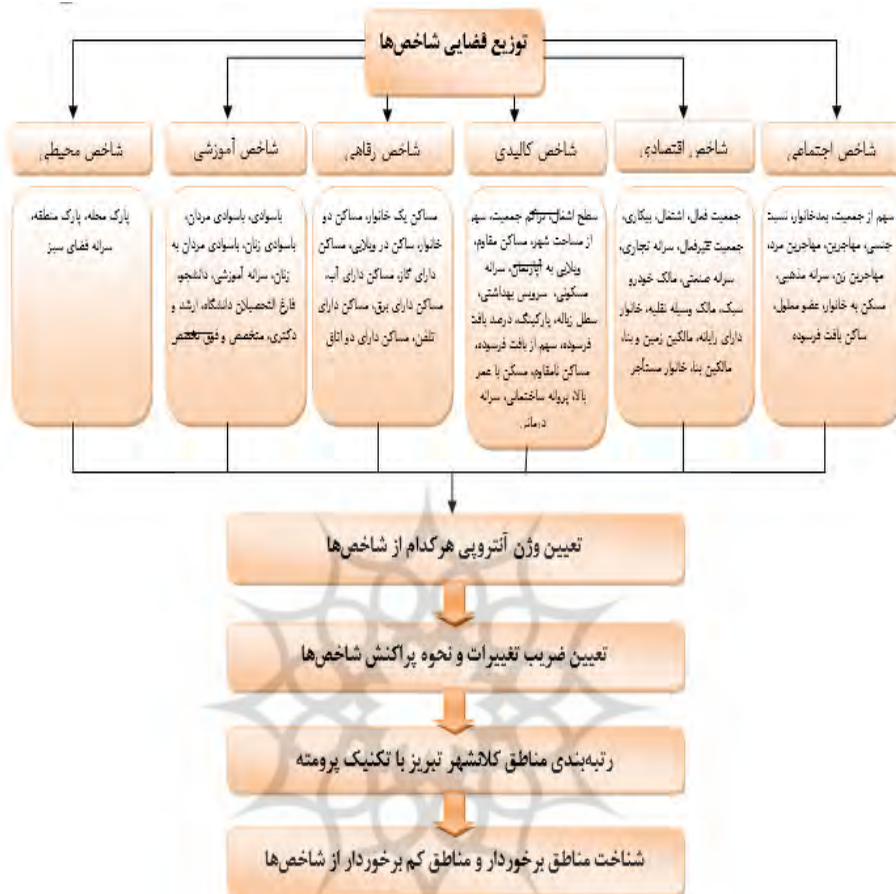 توزیع فضایی شاخص‌ها
شاخص اجتماعی
سهم از جمعیت، بعدخانوار، نسبت
جنسی، مهاجرین، مهاجرین مرد،
مهاجرین زن، سرانه مذهبی،
مسکن به خانوار، عضو معلول،
ساکن بافت فرسوده
شاخص اقتصادی
جمعیت فعال، اشتغال، بیکاری،
جمعیت غیرفعال، سرانه تجاری،
سرانه صنعتی، مالک خودرو
سبک، مالک وسیله نقلیه، خانوار
دارای رایانه، مالکین زمین و بنا،
مالکین بنا، خانوار مستأجر
شاخص کالبدی
سطح اشغال، تراکم جمعیت، سهم
از مساحت شهر، مساکن مقاوم،
ویلایی به آپارتمان، سرانه
مسکونی، سرویس بهداشتی،
سطل زباله، پارکینگ، درصد بافت
فرسوده، سهم از بافت فرسوده،
مساکن نامقاوم، مسکن با عمر
بالا، پروانه ساختمانی، سرانه
درمانی
شاخص رفاهی
مساکن یک خانوار، مساکن دو
خانوار، ساکن در ویلایی، مساکن
دارای گاز، مساکن دارای آب،
مساکن دارای برق، مساکن دارای
تلفن، مساکن دارای دو اتاق
شاخص آموزشی
باسوادی، باسوادی مردان،
باسوادی زنان، باسوادی مردان به
زنان، سرانه آموزشی، دانشجو،
فارغ التحصیلان دانشگاه، ارشد و
دکتری، متخصص و فوق تخصص
شاخص محیطی
پارک محله، پارک منطقه،
سرانه فضای سبز
تعیین وزن آنتروپی هرکدام از شاخص‌ها
تعیین ضریب تغییرات و نحوه پراکنش شاخص‌ها
رتبه‌بندی مناطق کلانشهر تبریز با تکنیک پرومته
شناخت مناطق برخوردار و مناطق کم برخوردار از شاخص‌ها